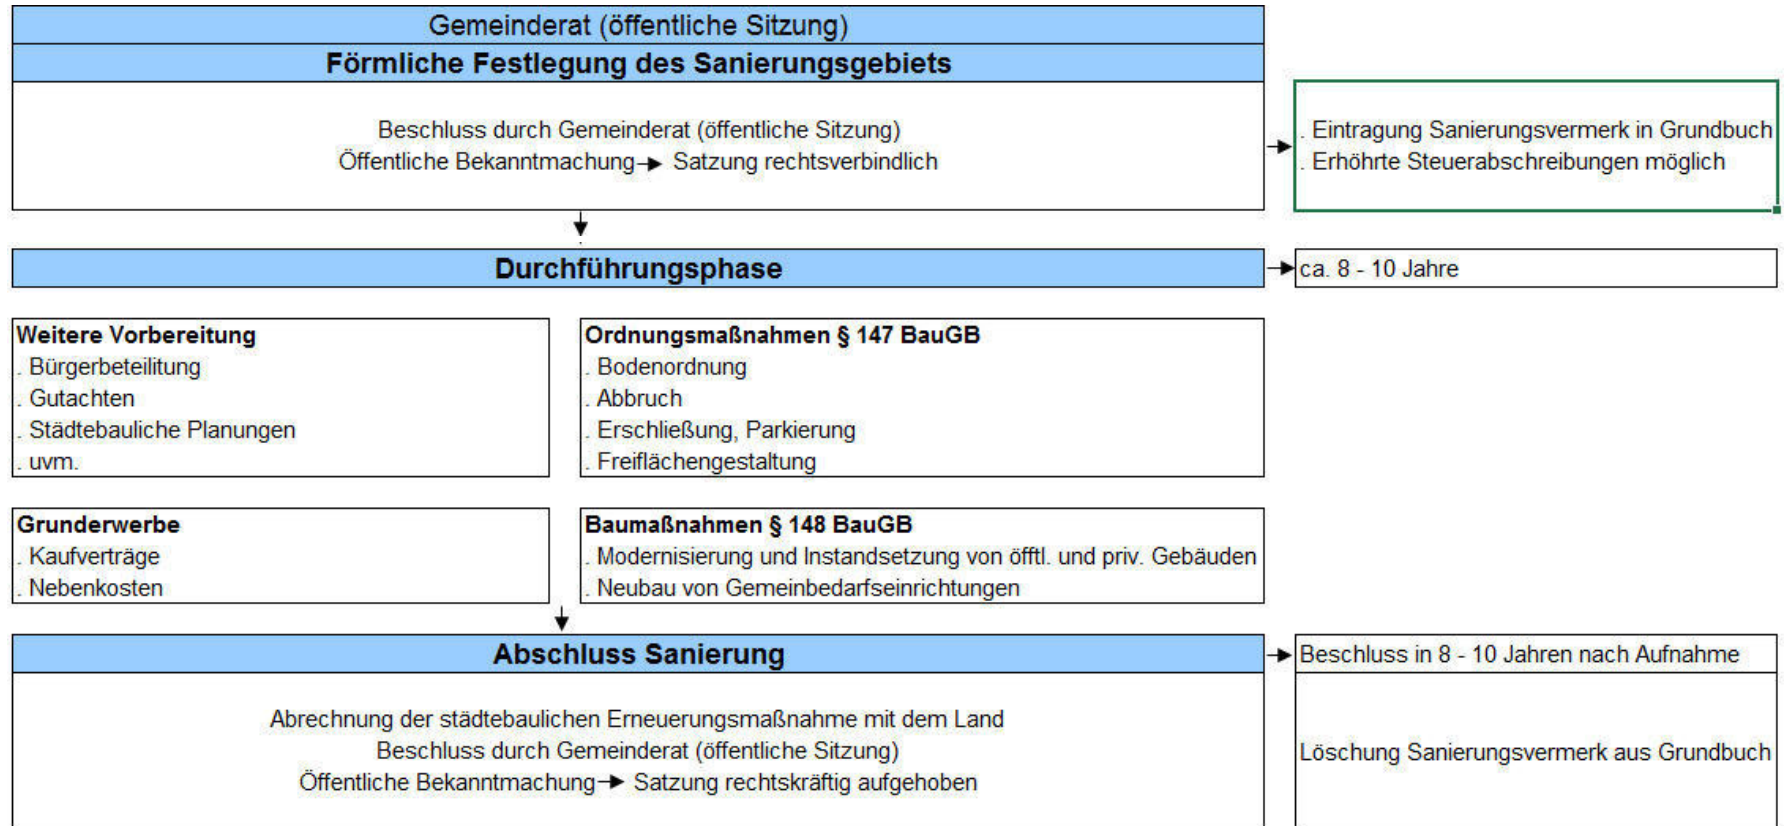 Gemeinderat (öffentliche Sitzung)
Förmliche Festlegung des Sanierungsgebiets
Beschluss durch Gemeinderat (öffentliche Sitzung)
Öffentliche Bekanntmachung → Satzung rechtsverbindlich
. Eintragung Sanierungsvermerk in Grundbuch
. Erhöhrte Steuerabschreibungen möglich
Durchführungsphase
ca. 8 - 10 Jahre
Weitere Vorbereitung
. Bürgerbeteilitung
. Gutachten
. Städtebauliche Planungen
. uvm.
Ordnungsmaßnahmen § 147 BauGB
. Bodenordnung
. Abbruch
. Erschließung, Parkierung
. Freiflächengestaltung
Grunderwerbe
. Kaufverträge
. Nebenkosten
Baumaßnahmen § 148 BauGB
. Modernisierung und Instandsetzung von öfftl. und priv. Gebäuden
. Neubau von Gemeinbedarfseinrichtungen
Abschluss Sanierung
Beschluss in 8 - 10 Jahren nach Aufnahme
Abrechnung der städtebaulichen Erneuerungsmaßnahme mit dem Land
Beschluss durch Gemeinderat (öffentliche Sitzung)
Öffentliche Bekanntmachung → Satzung rechtskräftig aufgehoben
Löschung Sanierungsvermerk aus Grundbuch